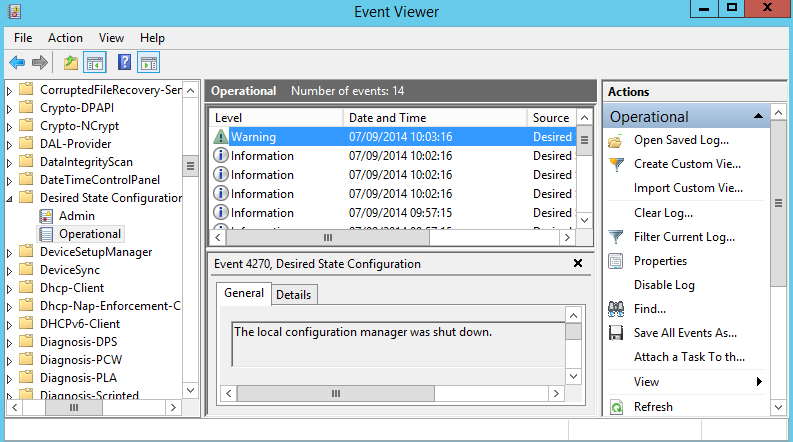 Event Viewer
File Action View Help
CorruptedFileRecovery-Ser
Crypto-DPAPI
Crypto-NCrypt
DAL-Provider
DataIntegrityScan
DateTimeControlPanel
Desired State Configuration
Admin
Operational
DeviceSetupManager
DeviceSync
Dhcp-Client
Dhcp-Nap-Enforcement-C
DHCPv6-Client
Diagnosis-DPS
Diagnosis-PCW
Diagnosis-PLA
Diagnosis-Scripted
Operational Number of events: 14
Level Date and Time Source
Warning 07/09/2014 10:03:16 Desired
Information 07/09/2014 10:02:16 Desired
Information 07/09/2014 10:02:16 Desired
Information 07/09/2014 10:02:16 Desired
Information 07/09/2014 09:57:15 Desired
Event 4270, Desired State Configuration
General Details
The local configuration manager was shut down.
Actions
Operational
Open Saved Log...
Create Custom Vie...
Import Custom Vie...
Clear Log...
Filter Current Log...
Properties
Disable Log
Find...
Save All Events As...
Attach a Task To th...
View
Refresh